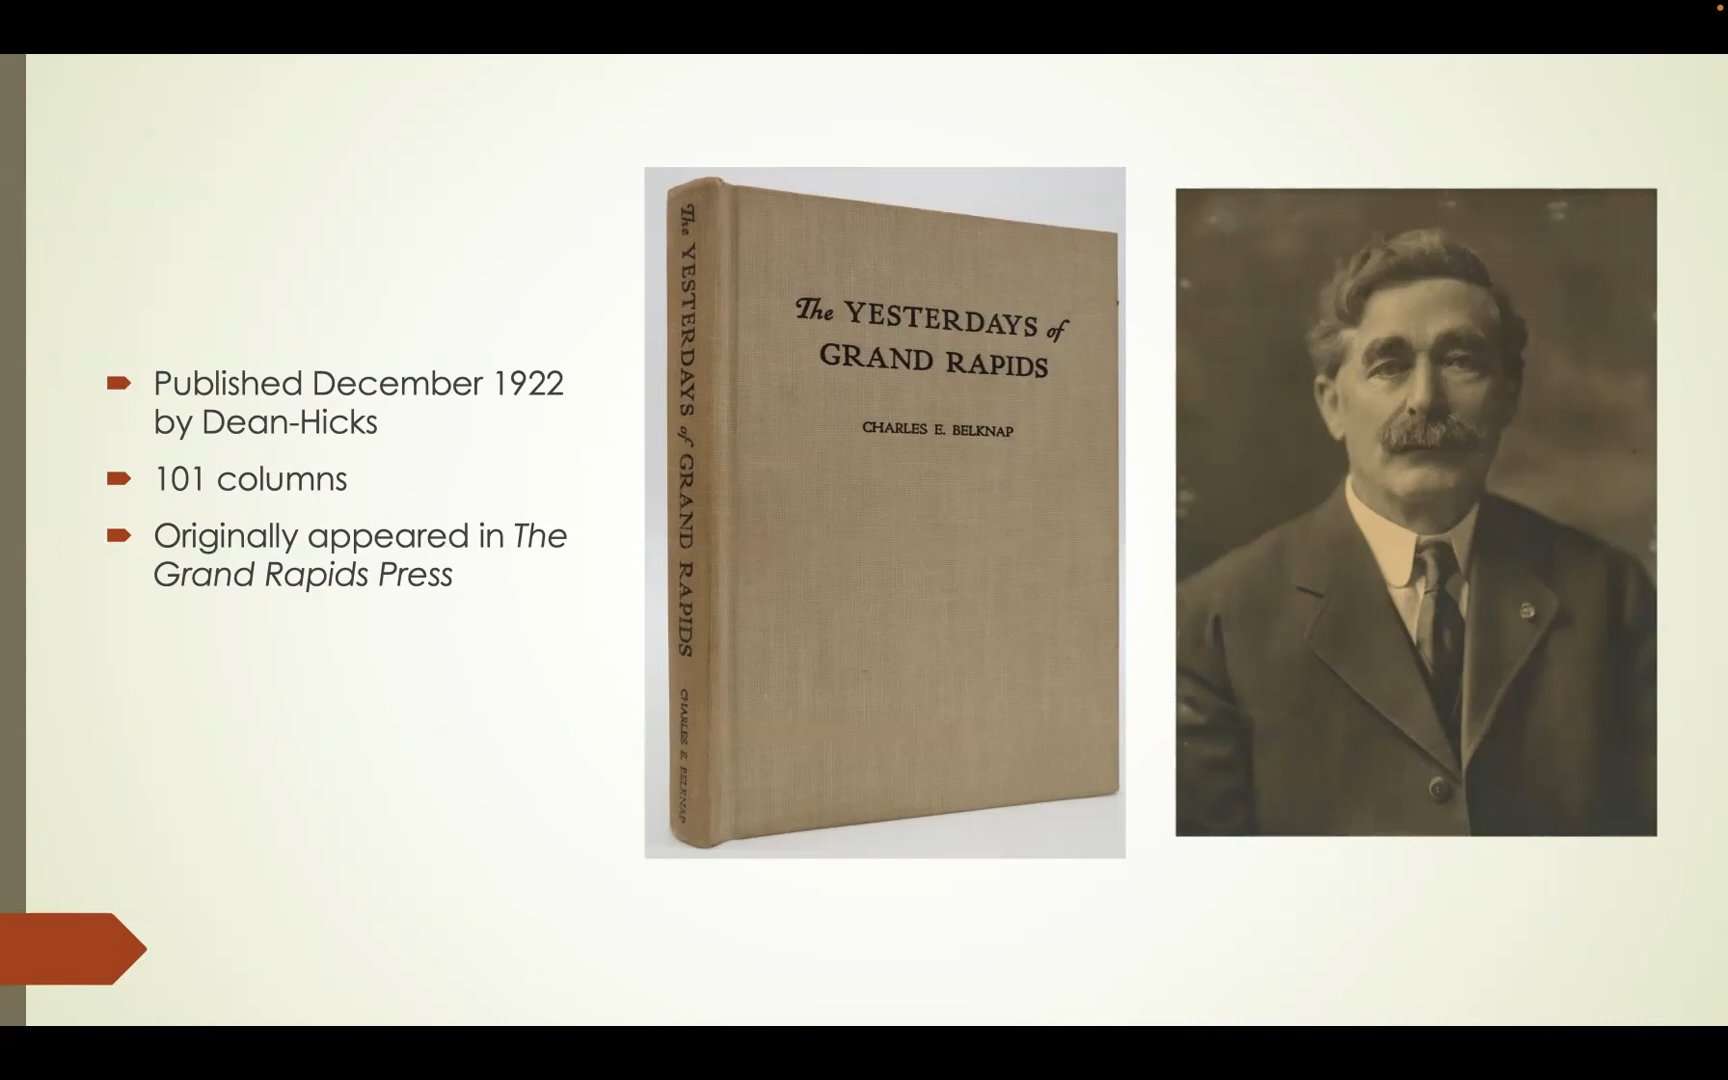 Published December 1922
by Dean-Hicks
101 columns
Originally appeared in The
Grand Rapids Press
The YESTERDAYS of GRAND RAPIDS CHARLES E. BELKNAP
The YESTERDAYS of
GRAND RAPIDS
CHARLES E. BELKNAP